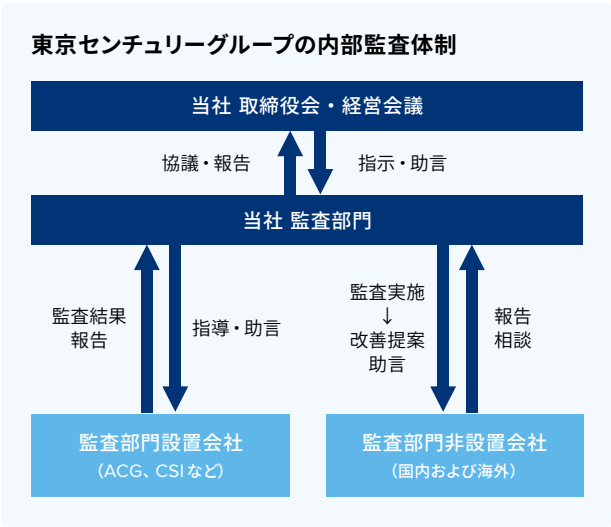 東京センチュリーグループの内部監査体制
当社 取締役会・経営会議
協議・報告
指示・助言
当社 監査部門
監査結果
報告
指導・助言
監査実施
↓
改善提案
助言
報告
相談
監査部門設置会社
（ACG、CSIなど）
監査部門非設置会社
（国内および海外）